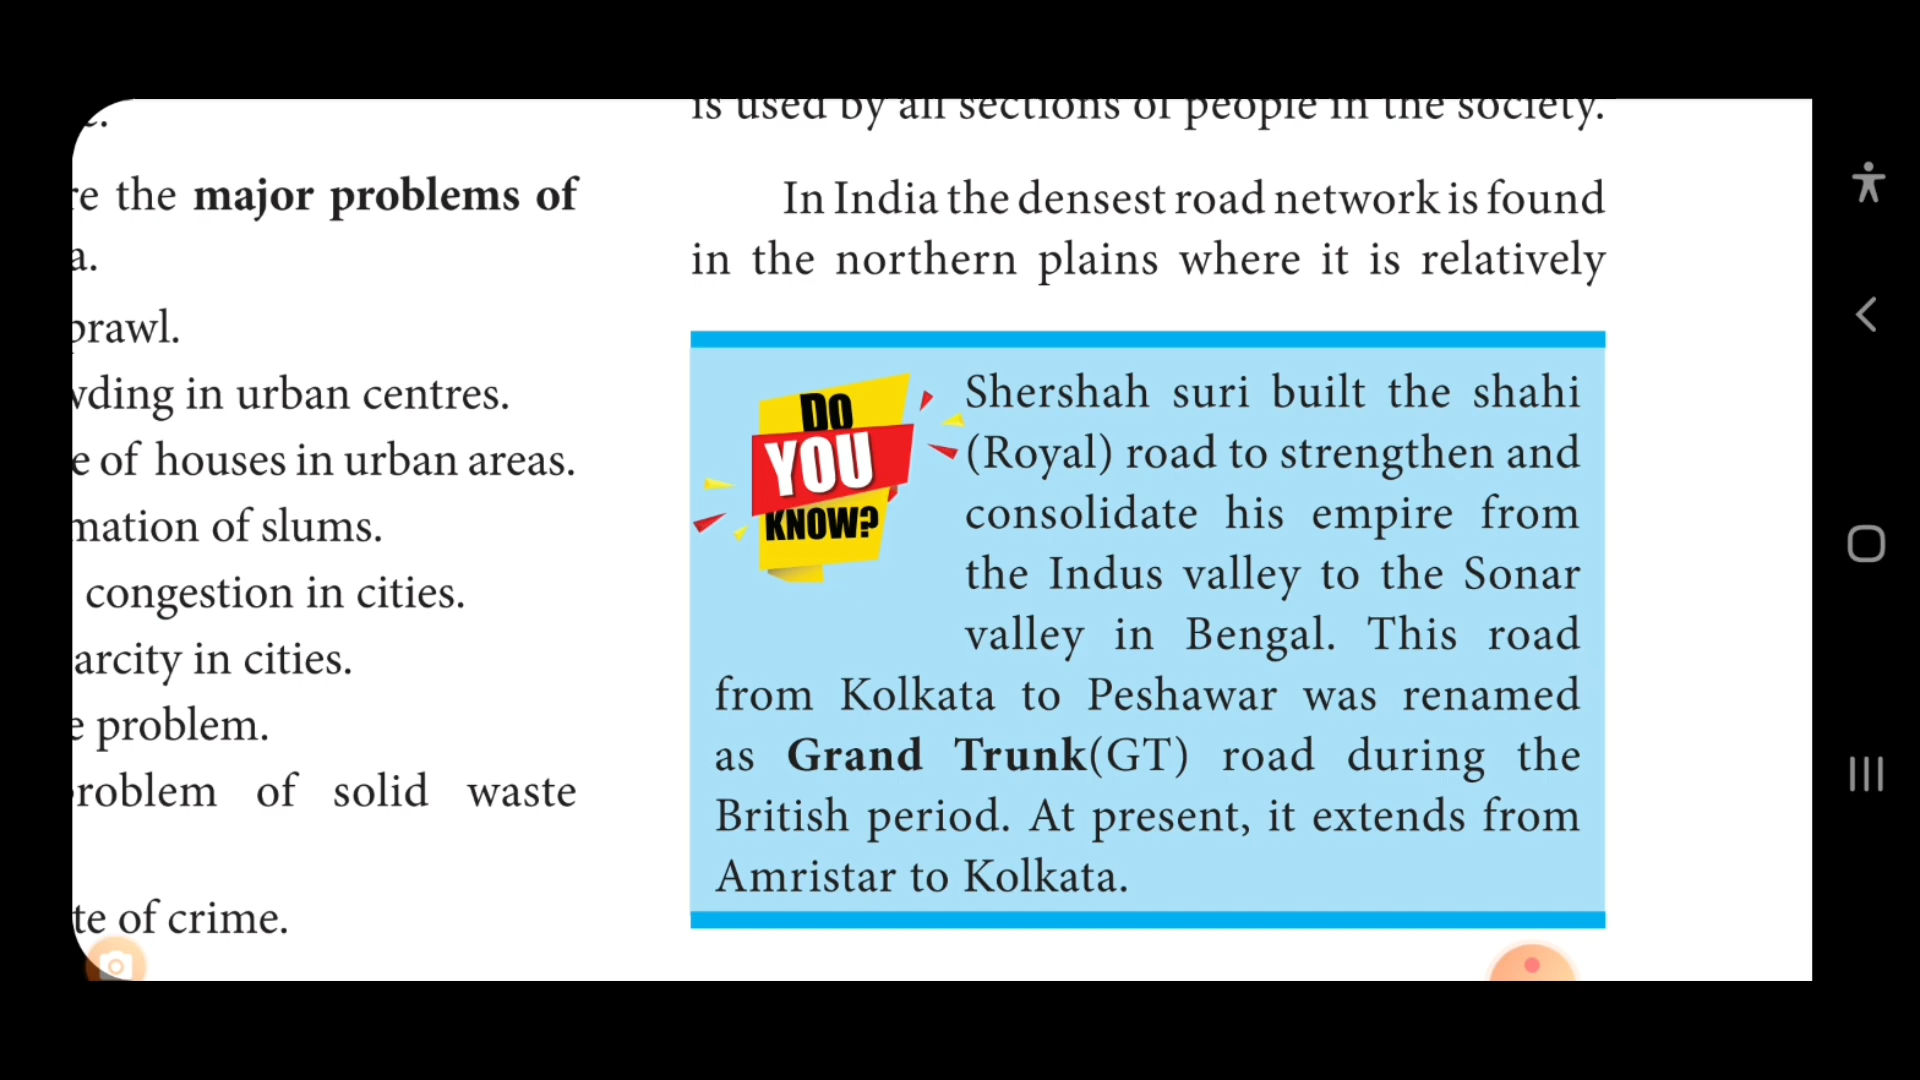 re the major problems of
a.
prawl.
wding in urban centres.
e of houses in urban areas.
mation of slums.
congestion in cities.
arcity in cities.
e problem.
roblem of solid waste
te of crime.
is used by all sections of people in the society.
In India the densest road network is found
in the northern plains where it is relatively
DO
YOU
KNOW?
Shershah suri built the shahi
(Royal) road to strengthen and
consolidate his empire from
the Indus valley to the Sonar
valley in Bengal. This road
from Kolkata to Peshawar was renamed
as Grand Trunk(GT) road during the
British period. At present, it extends from
Amristar to Kolkata.